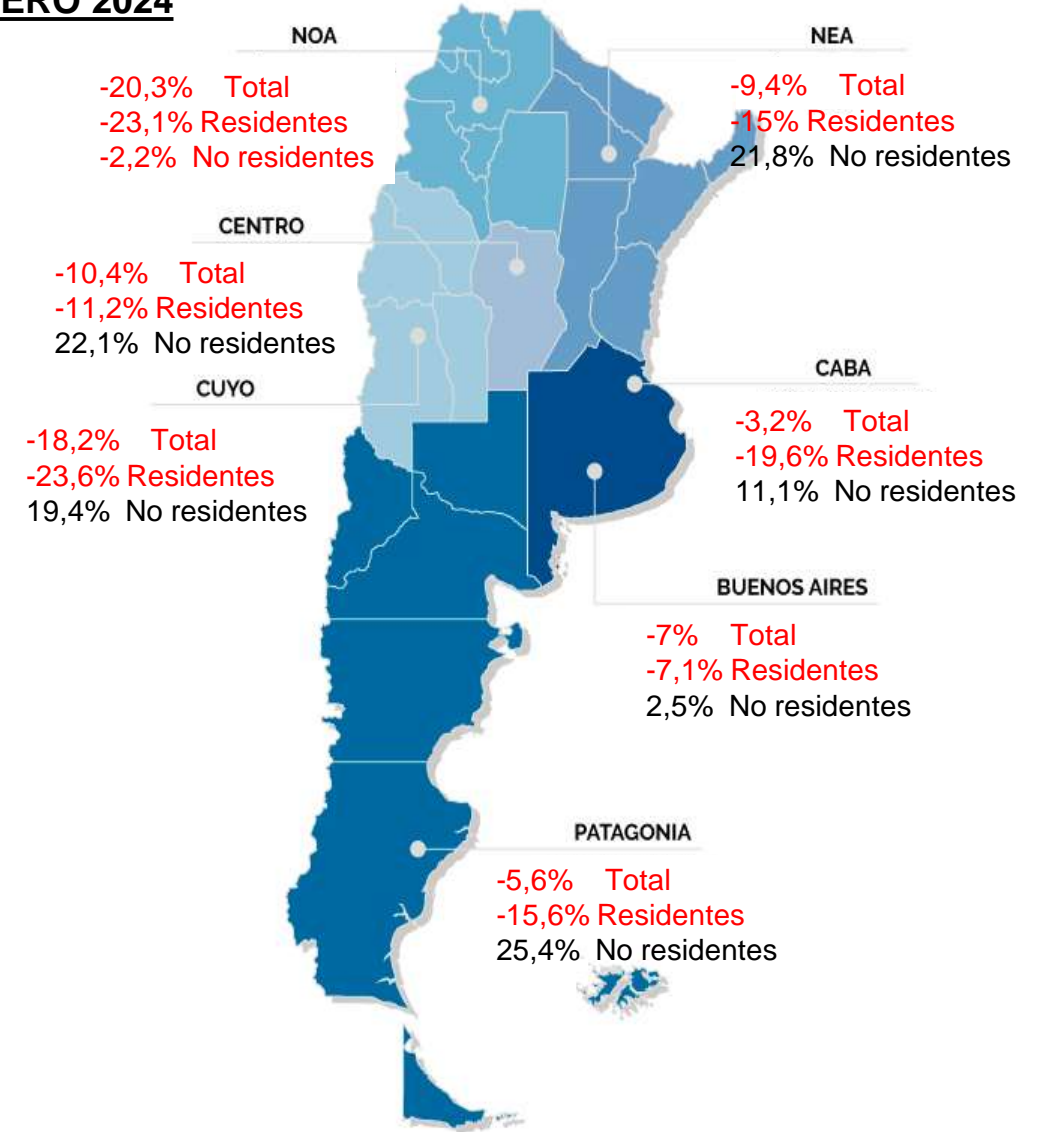 ERO 2024
NOA
-20,3% Total
-23,1% Residentes
-2,2% No residentes
NEA
-9,4% Total
-15% Residentes
21,8% No residentes
CENTRO
-10,4% Total
-11,2% Residentes
22,1% No residentes
CUYO
-18,2% Total
-23,6% Residentes
19,4% No residentes
CABA
-3,2% Total
-19,6% Residentes
11,1% No residentes
BUENOS AIRES
-7% Total
-7,1% Residentes
2,5% No residentes
PATAGONIA
-5,6% Total
-15,6% Residentes
25,4% No residentes